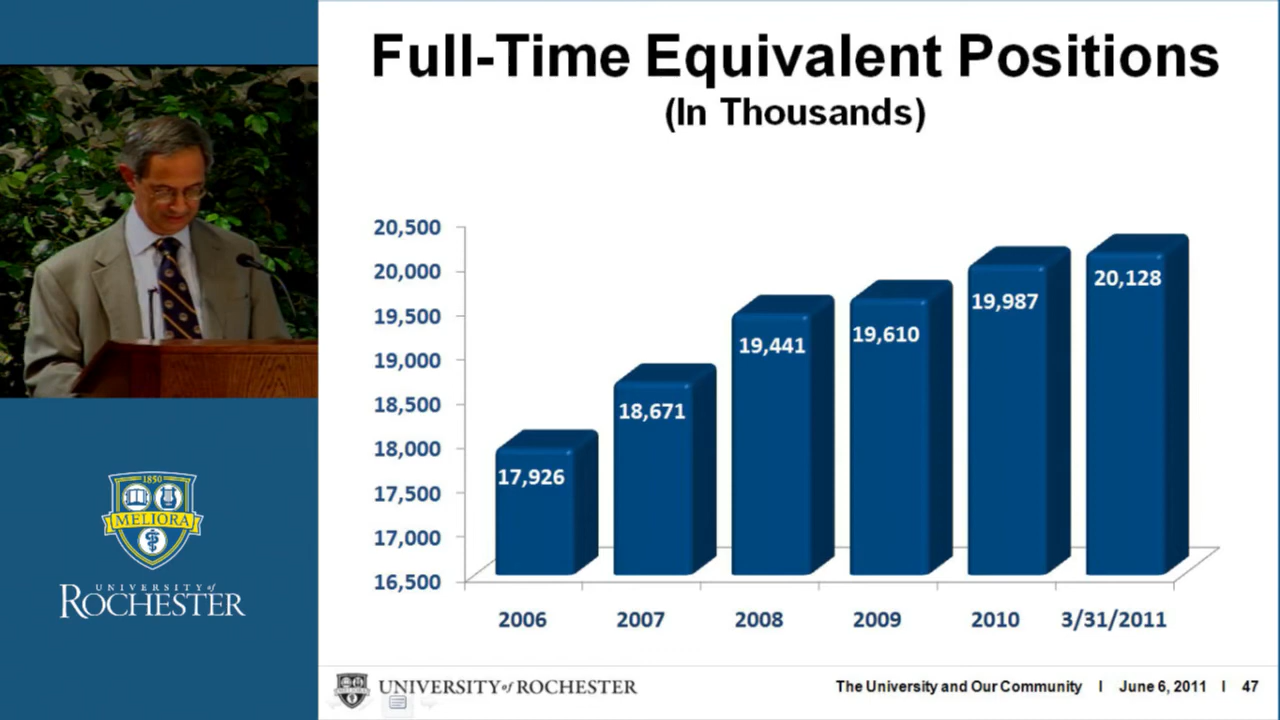 Full-Time Equivalent Positions
(In Thousands)
20,500
20,000
19,500
19,000
18,500
18,000
17,500
17,000
16,500
17,926
18,671
19,441
19,610
19,987
20,128
2006 2007 2008 2009 2010 3/31/2011
1850
MELIORA
UNIVERSITY of
ROCHESTER
UNIVERSITY of ROCHESTER
The University and Our Community | June 6, 2011 | 47